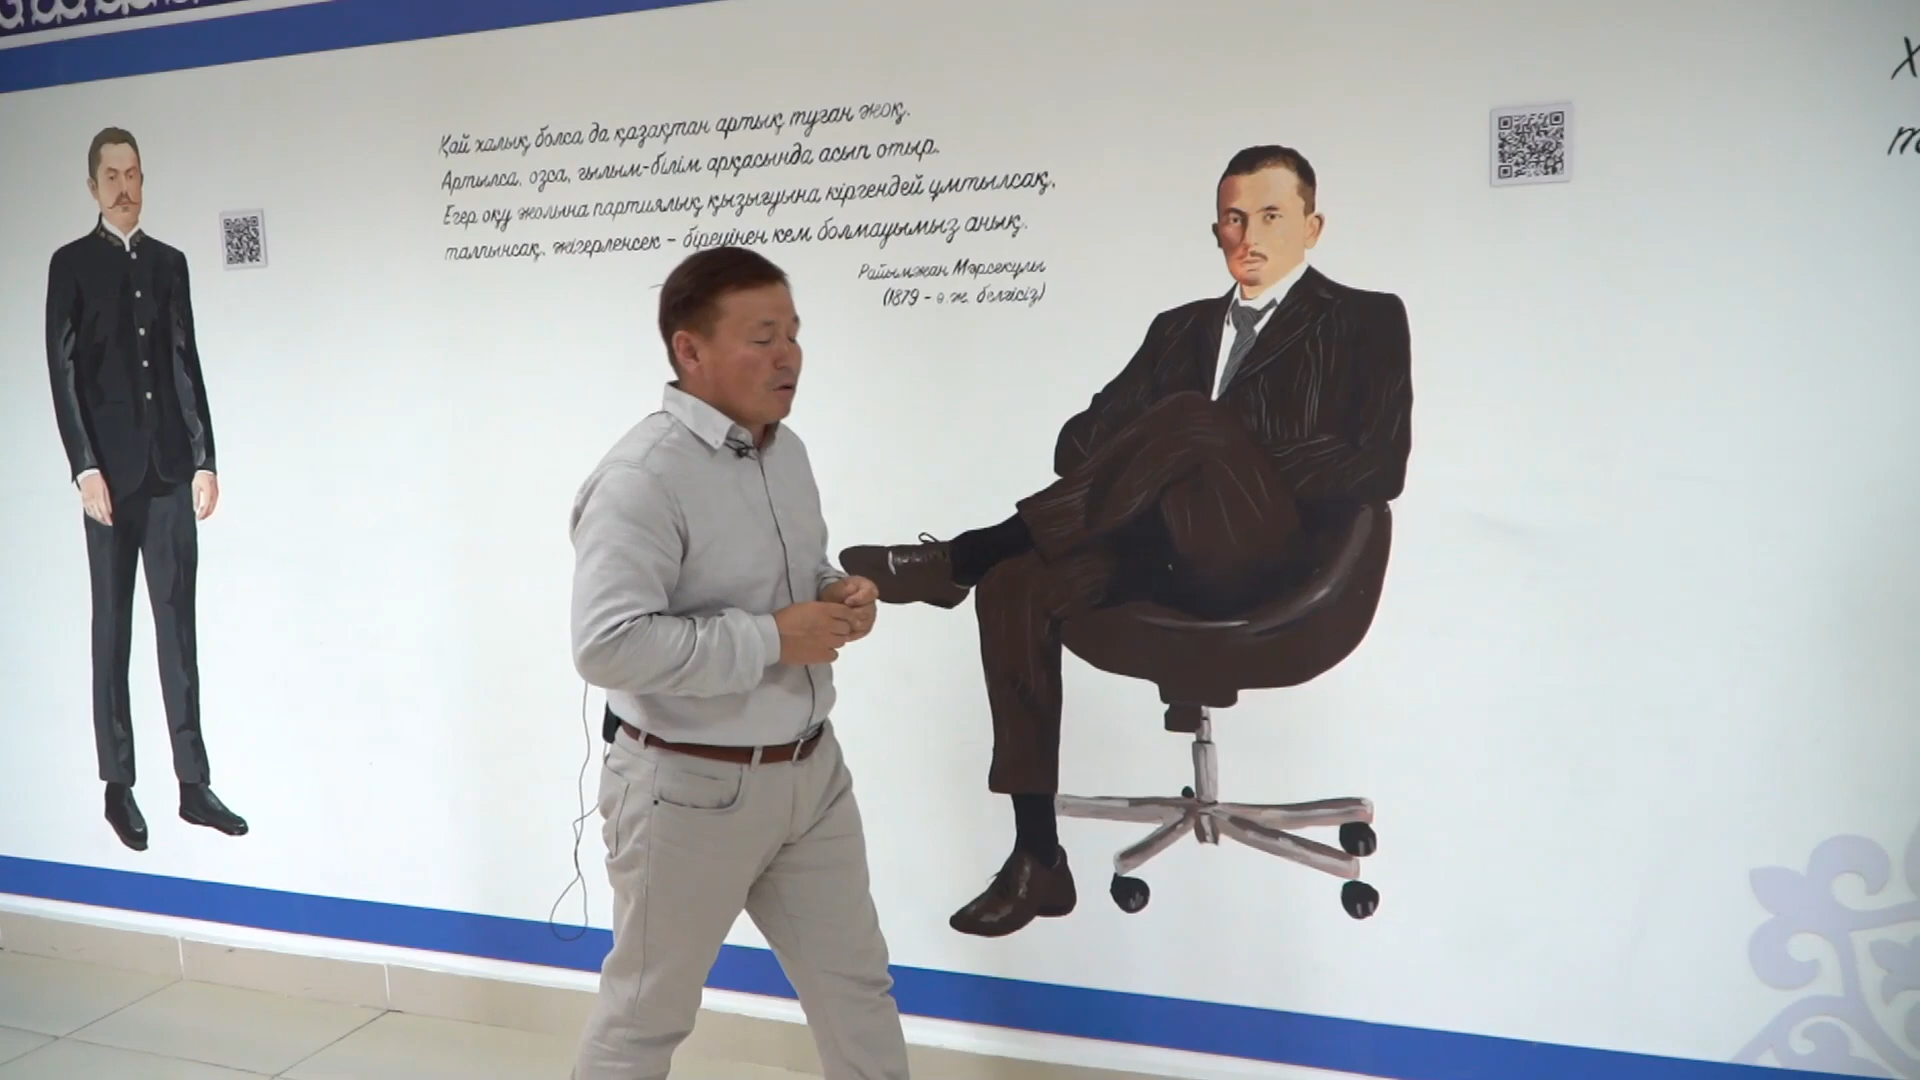 Қай халық болса да қазақтан артық туған жоқ.
Артылса, озса, ғылым-білім арқасында асып отыр.
Егер оқу жолына партиялық қызығуына кіргендей ұмтылсақ,
талпынсақ, жігерленсек – біреуінен кем болмауымыз анық.
Райымжан Мәрсекұлы
(1879 – ө.ж. белгісіз)